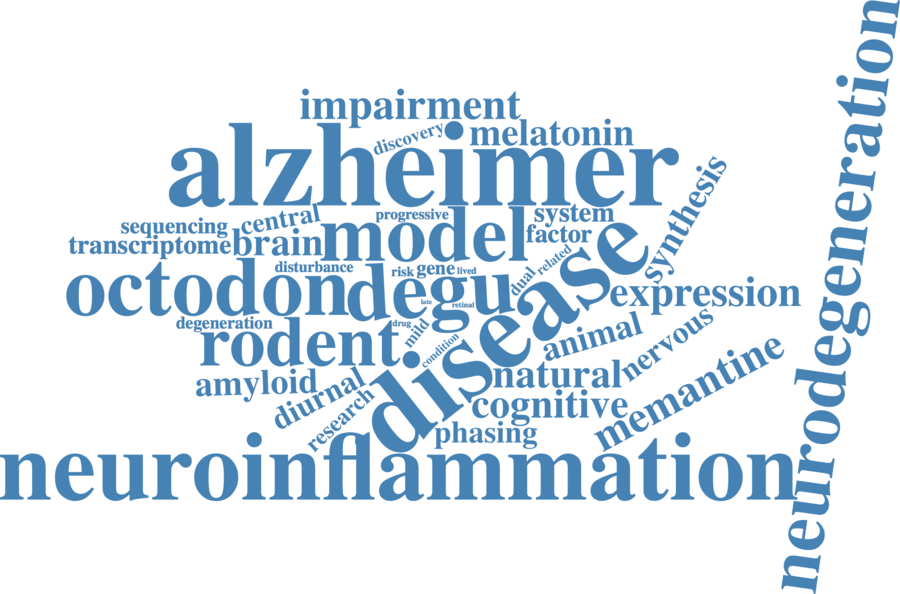 impairment
discovery
melatonin
alzheimer
synthesis
neurodegeneration
progressive
system
central
sequencing
model
factor
transcriptome
brain
disease
related
disturbance
risk
gene
lived
dual
octodon
degu
expression
late
retinal
degeneration
drug
rodent
mild
condition
animal
nervous
amyloid
diurnal
natural
memantine
research
cognitive
phasing
neuroinflammation